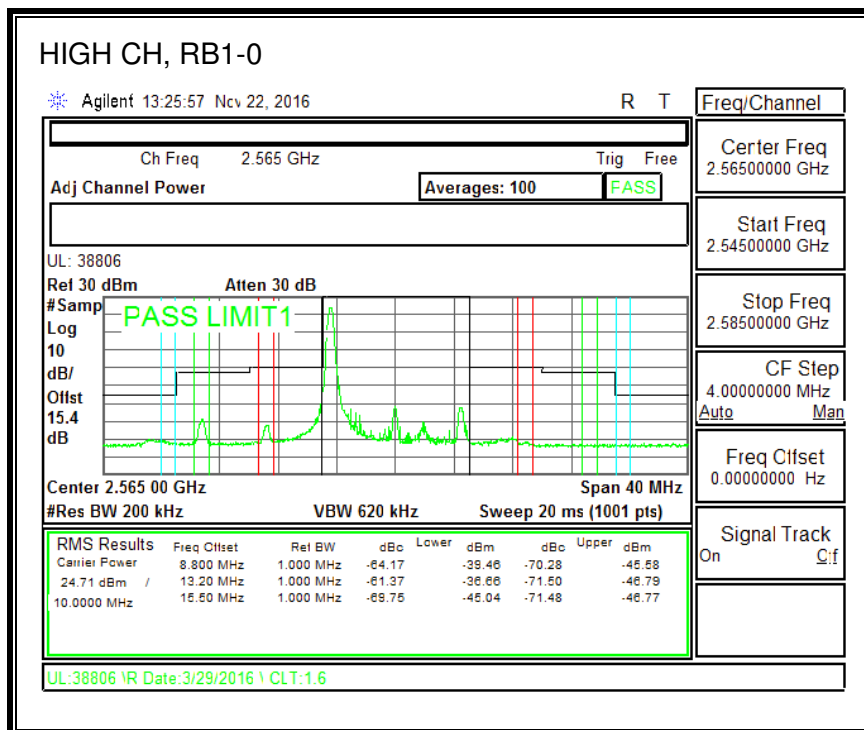 HIGH CH, RB1-0
Agilent 13:25:57 Nov 22, 2016 R T
Freq/Channel
Ch Freq 2.565 GHz Trig Free
Adj Channel Power Averages: 100 PASS
Center Freq
2.56500000 GHz
Start Freq
2.54500000 GHz
Stop Freq
2.58500000 GHz
CF Step
4.00000000 MHz
Auto Man
Freq Offset
0.00000000 Hz
Signal Track
On Off
UL: 38806
Ref 30 dBm Atten 30 dB
#Samp
Log
10
dB/
Offst
15.4
dB
PASS LIMIT1
Center 2.565 00 GHz Span 40 MHz
#Res BW 200 kHz VBW 620 kHz Sweep 20 ms (1001 pts)
RMS Results Freq Offset Ref BW dBc Lower dBm dBc Upper dBm
Carrier Power 8.800 MHz 1.000 MHz -64.17 -39.46 -70.28 -45.58
24.71 dBm / 13.20 MHz 1.000 MHz -61.37 -36.66 -71.50 -46.79
10.0000 MHz 15.50 MHz 1.000 MHz -69.75 -45.04 -71.48 -46.77
UL:38806 \R Date:3/29/2016 \ CLT:1.6